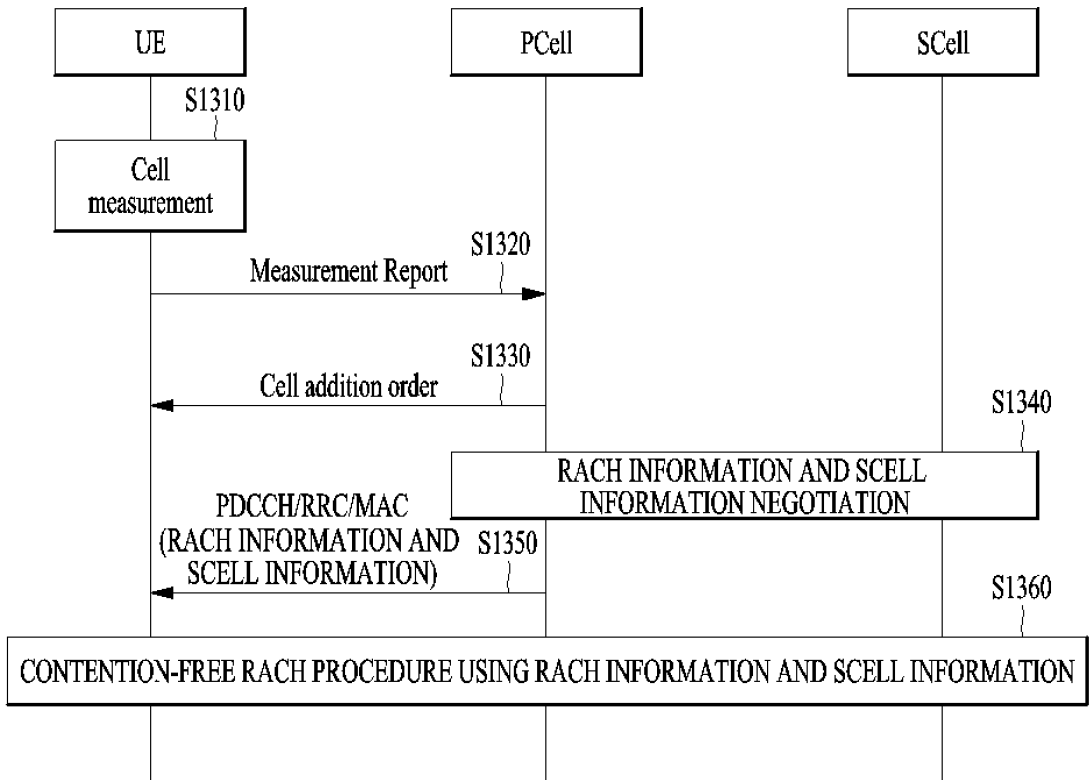 UE
PCell
SCell
S1310
Cell
measurement
S1320
Measurement Report
S1330
Cell addition order
S1340
RACH INFORMATION AND SCELL
INFORMATION NEGOTIATION
PDCCH/RRC/MAC
(RACH INFORMATION AND
SCELL INFORMATION)
S1350
S1360
CONTENTION-FREE RACH PROCEDURE USING RACH INFORMATION AND SCELL INFORMATION